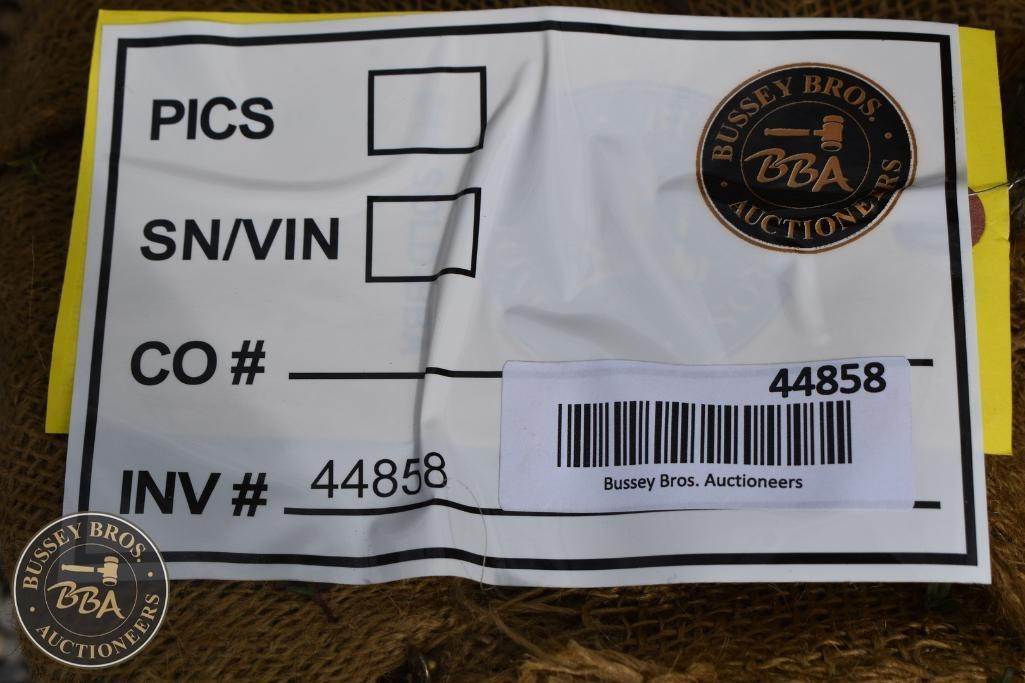 PICS
BUSSEY BROS.
BBA
AUCTIONEERS
SN/VIN
CO #
44858
Bussey Bros. Auctioneers
INV # 44858
BUSSEY BROS.
BBA
AUCTIONEERS